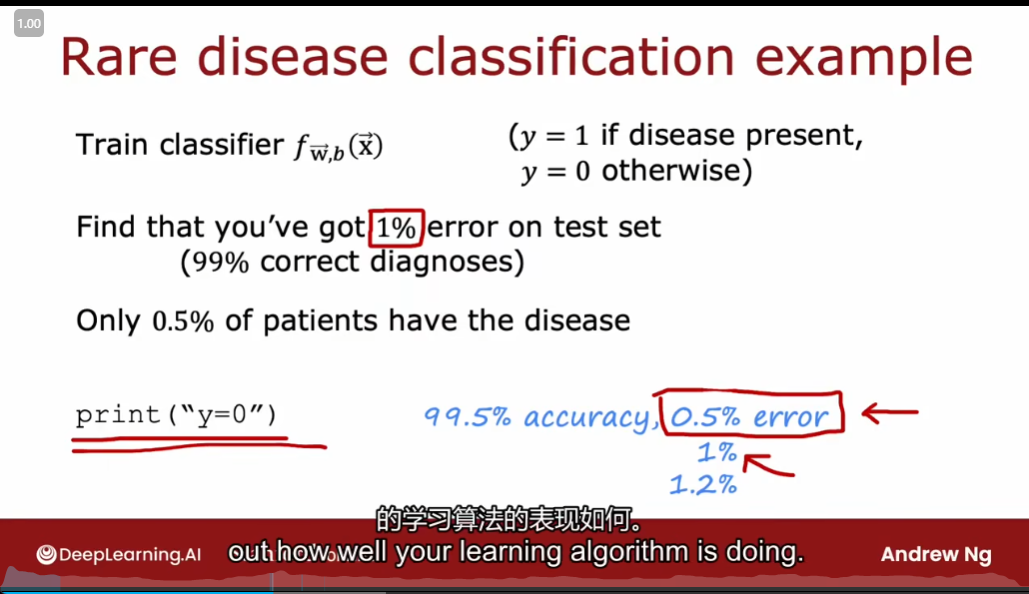 1.00
Rare disease classification example
Train classifier f_{w⃗,b}(x⃗)
(y = 1 if disease present,
y = 0 otherwise)
Find that you've got 1% error on test set
(99% correct diagnoses)
Only 0.5% of patients have the disease
print("y=0")
99.5% accuracy, 0.5% error
1%
1.2%
的学习算法的表现如何。
out how well your learning algorithm is doing.
DeepLearning.AI
Andrew Ng